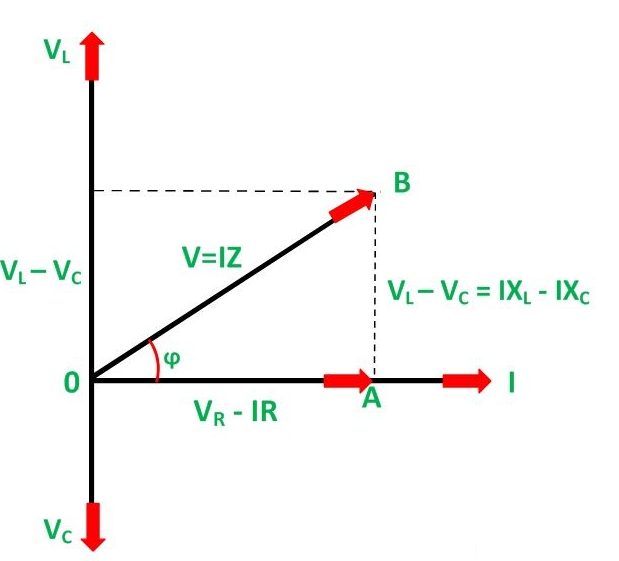 VL
B
V=IZ
VL – VC
VL – VC = IXL - IXC
φ
0
I
A
VR - IR
VC